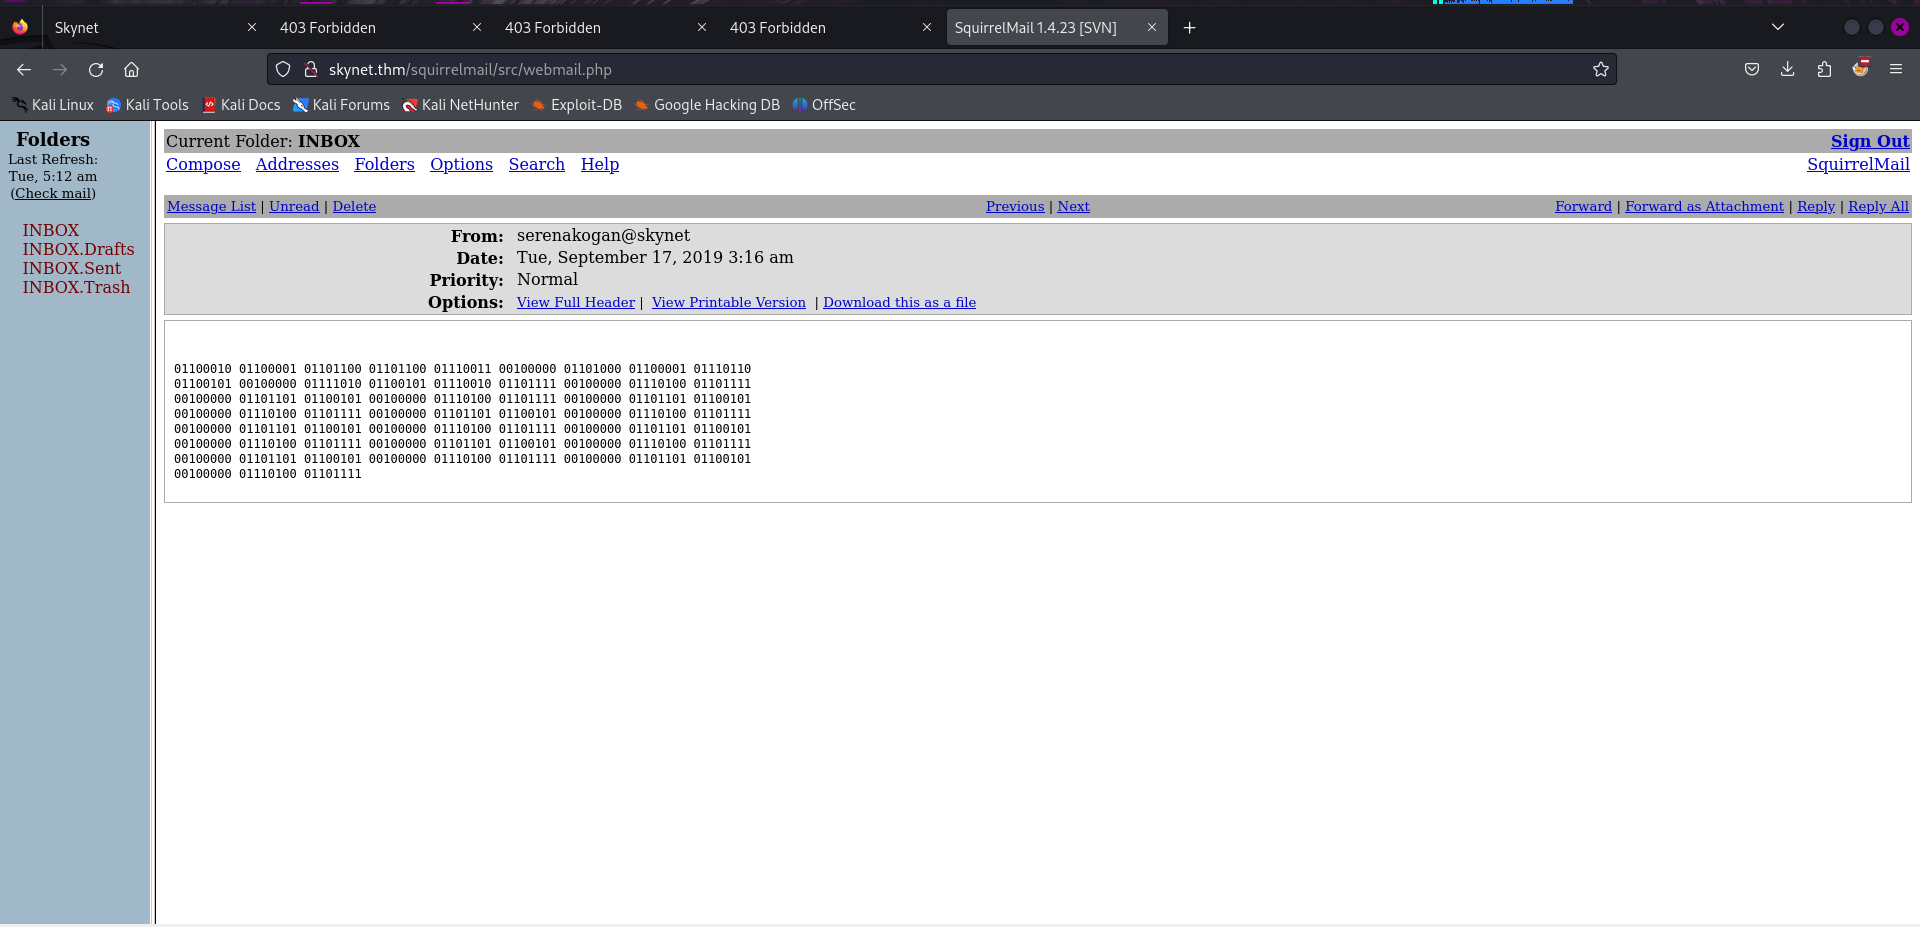 Skynet 403 Forbidden 403 Forbidden 403 Forbidden SquirrelMail 1.4.23 [SVN]
skynet.thm/squirrelmail/src/webmail.php
Kali Linux Kali Tools Kali Docs Kali Forums Kali NetHunter Exploit-DB Google Hacking DB OffSec
Folders
Last Refresh:
Tue, 5:12 am
(Check mail)
INBOX
INBOX.Drafts
INBOX.Sent
INBOX.Trash
Current Folder: INBOX Sign Out
Compose Addresses Folders Options Search Help SquirrelMail
Message List | Unread | Delete Previous | Next Forward | Forward as Attachment | Reply | Reply All
From: serenakogan@skynet
Date: Tue, September 17, 2019 3:16 am
Priority: Normal
Options: View Full Header | View Printable Version | Download this as a file
01100010 01100001 01101100 01101100 01110011 00100000 01101000 01100001 01110110
01100101 00100000 01111010 01100101 01110010 01101111 00100000 01110100 01101111
00100000 01101101 01100101 00100000 01110100 01101111 00100000 01101101 01100101
00100000 01110100 01101111 00100000 01101101 01100101 00100000 01110100 01101111
00100000 01101101 01100101 00100000 01110100 01101111 00100000 01101101 01100101
00100000 01110100 01101111 00100000 01101101 01100101 00100000 01110100 01101111
00100000 01101101 01100101 00100000 01110100 01101111 00100000 01101101 01100101
00100000 01110100 01101111